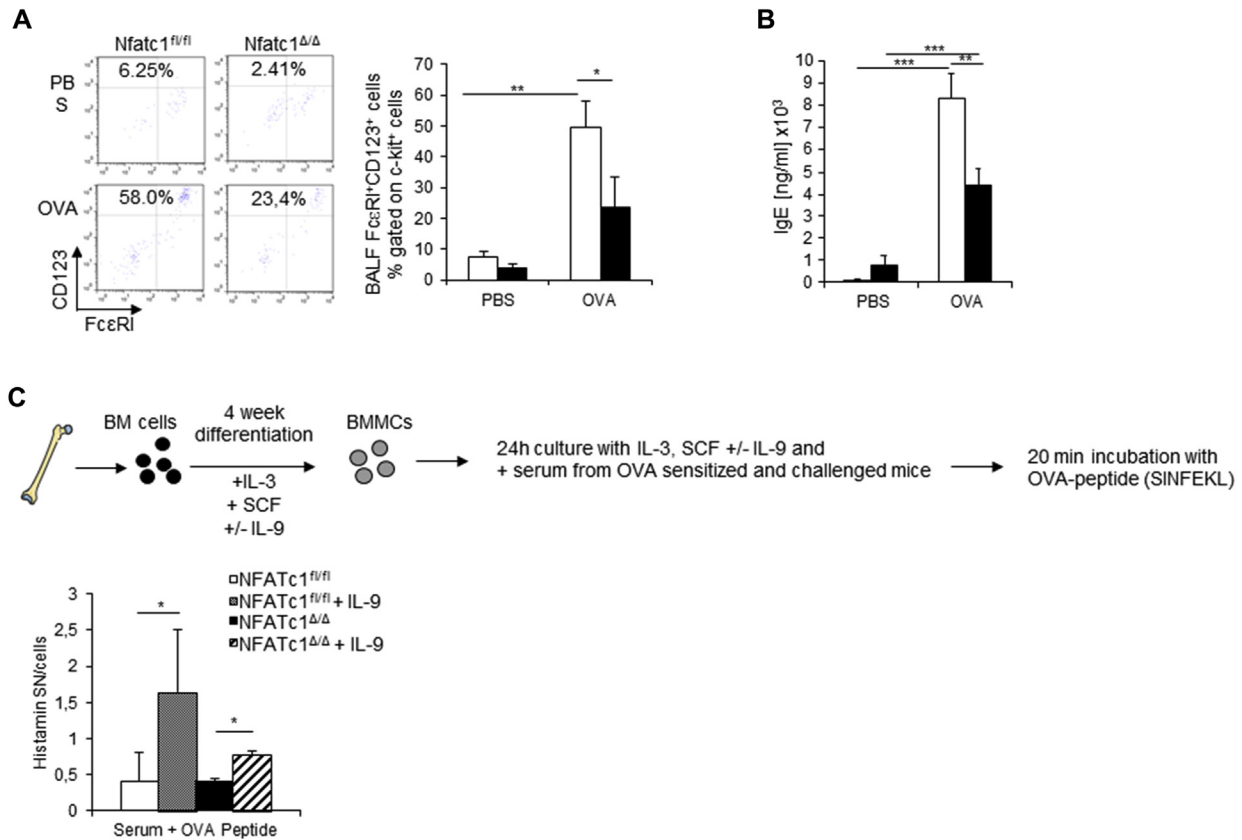 A
Nfatc1fl/fl
Nfatc1Δ/Δ
PB
S
6.25%
2.41%
OVA
58.0%
23,4%
CD123
FcεRI
BALF FcεRI+CD123+ cells
% gated on c-kit+ cells
70
60
50
40
30
20
10
0
**
*
PBS
OVA
B
IgE [ng/ml] x10³
10
9
8
7
6
5
4
3
2
1
0
***
***
**
PBS
OVA
C
BM cells
4 week
differentiation
+IL-3
+ SCF
+/- IL-9
BMMCs
24h culture with IL-3, SCF +/- IL-9 and
+ serum from OVA sensitized and challenged mice
20 min incubation with
OVA-peptide (SINFEKL)
NFATc1fl/fl
NFATc1fl/fl + IL-9
NFATc1Δ/Δ
NFATc1Δ/Δ + IL-9
Histamin SN/cells
3
2,5
2
1,5
1
0,5
0
*
*
Serum + OVA Peptide